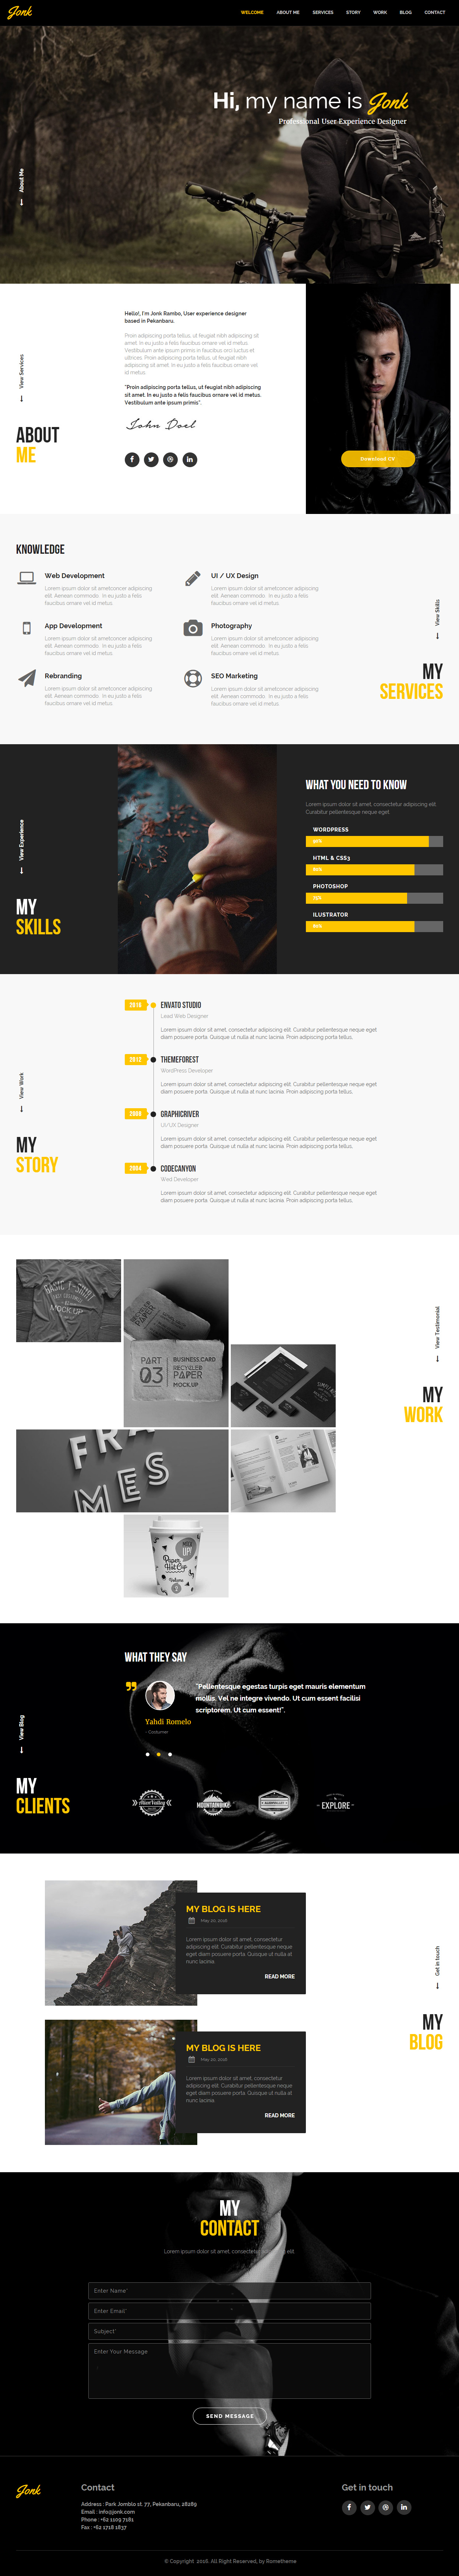 Jonk
WELCOME ABOUT ME SERVICES STORY WORK BLOG CONTACT
Hi, my name is Jonk
Professional User Experience Designer
About Me
Hello!, I'm Jonk Rambo, User experience designer
based in Pekanbaru.
Proin adipiscing porta tellus, ut feugiat nibh adipiscing
sit amet. In eu justo a felis faucibus ornare vel id metus.
Vestibulum ante ipsum primis in faucibus orci luctus et
ultrices. Proin adipiscing porta tellus, ut feugiat nibh
adipiscing sit amet. In eu justo a felis faucibus ornare vel
id metus.
"Proin adipiscing porta tellus, ut feugiat nibh adipiscing
sit amet. In eu justo a felis faucibus ornare vel id metus.
Vestibulum ante ipsum primis".
John Doel
View Services
ABOUT
ME
Download CV
KNOWLEDGE
Web Development
Lorem ipsum dolor sit ametconcer adipiscing
elit. Aenean commodo. In eu justo a felis
faucibus ornare vel id metus.
UI / UX Design
Lorem ipsum dolor sit ametconcer adipiscing
elit. Aenean commodo. In eu justo a felis
faucibus ornare vel id metus.
App Development
Lorem ipsum dolor sit ametconcer adipiscing
elit. Aenean commodo. In eu justo a felis
faucibus ornare vel id metus.
Photography
Lorem ipsum dolor sit ametconcer adipiscing
elit. Aenean commodo. In eu justo a felis
faucibus ornare vel id metus.
Rebranding
Lorem ipsum dolor sit ametconcer adipiscing
elit. Aenean commodo. In eu justo a felis
faucibus ornare vel id metus.
SEO Marketing
Lorem ipsum dolor sit ametconcer adipiscing
elit. Aenean commodo. In eu justo a felis
faucibus ornare vel id metus.
View Skills
MY
SERVICES
View Experience
MY
SKILLS
WHAT YOU NEED TO KNOW
Lorem ipsum dolor sit amet, consectetur adipiscing elit.
Curabitur pellentesque neque eget
WORDPRESS
HTML & CSS3
PHOTOSHOP
ILUSTRATOR
View Work
MY
STORY
ENVATO STUDIO
Lead Web Designer
Lorem ipsum dolor sit amet, consectetur adipiscing elit. Curabitur pellentesque neque eget
diam posuere porta. Quisque ut nulla at nunc lacinia. Proin adipiscing porta tellus,
2017
THEMEFOREST
WordPress Developer
Lorem ipsum dolor sit amet, consectetur adipiscing elit. Curabitur pellentesque neque eget
diam posuere porta. Quisque ut nulla at nunc lacinia. Proin adipiscing porta tellus,
GRAPHICRIVER
UI/UX Designer
Lorem ipsum dolor sit amet, consectetur adipiscing elit. Curabitur pellentesque neque eget
diam posuere porta. Quisque ut nulla at nunc lacinia. Proin adipiscing porta tellus,
2004
CODECANYON
Wed Developer
Lorem ipsum dolor sit amet, consectetur adipiscing elit. Curabitur pellentesque neque eget
diam posuere porta. Quisque ut nulla at nunc lacinia. Proin adipiscing porta tellus,
BASIC T-SHIRT
MOCK-UP
RECYCLED
PAPER
PART
03
BUSINESS.CARD
RECYCLED
PAPER
MOCKUP
FRA
MES
MOCK
UP!
Paper
Hot Cup
Volume
View Testimonial
MY
WORK
WHAT THEY SAY
"Pellentesque egestas turpis eget mauris elementum
mollis. Vel ne integre vivendo. Ut cum essent facilisi
scriptorem. Ut cum essent!".
Yahdi Romelo
- Costumer
View Blog
MY
CLIENTS
MOUNTAINBIKE
EXPLORE
MY BLOG IS HERE
May 20, 2016
Lorem ipsum dolor sit amet, consectetur
adipiscing elit. Curabitur pellentesque neque
eget diam posuere porta. Quisque ut nulla at
nunc lacinia.
READ MORE
MY BLOG IS HERE
May 20, 2016
Lorem ipsum dolor sit amet, consectetur
adipiscing elit. Curabitur pellentesque neque
eget diam posuere porta. Quisque ut nulla at
nunc lacinia.
READ MORE
Get in touch
MY
BLOG
MY
CONTACT
Lorem ipsum dolor sit amet, consectetur adipiscing elit.
Enter Name*
Enter Email*
Subject*
Enter Your Message
SEND MESSAGE
Jonk
Contact
Address : Park Jomblo st. 77, Pekanbaru, 28289
Email : info@jonk.com
Phone : +62 1109 7181
Fax : +62 1718 1837
Get in touch
© Copyright 2016. All Right Reserved, by Rometheme